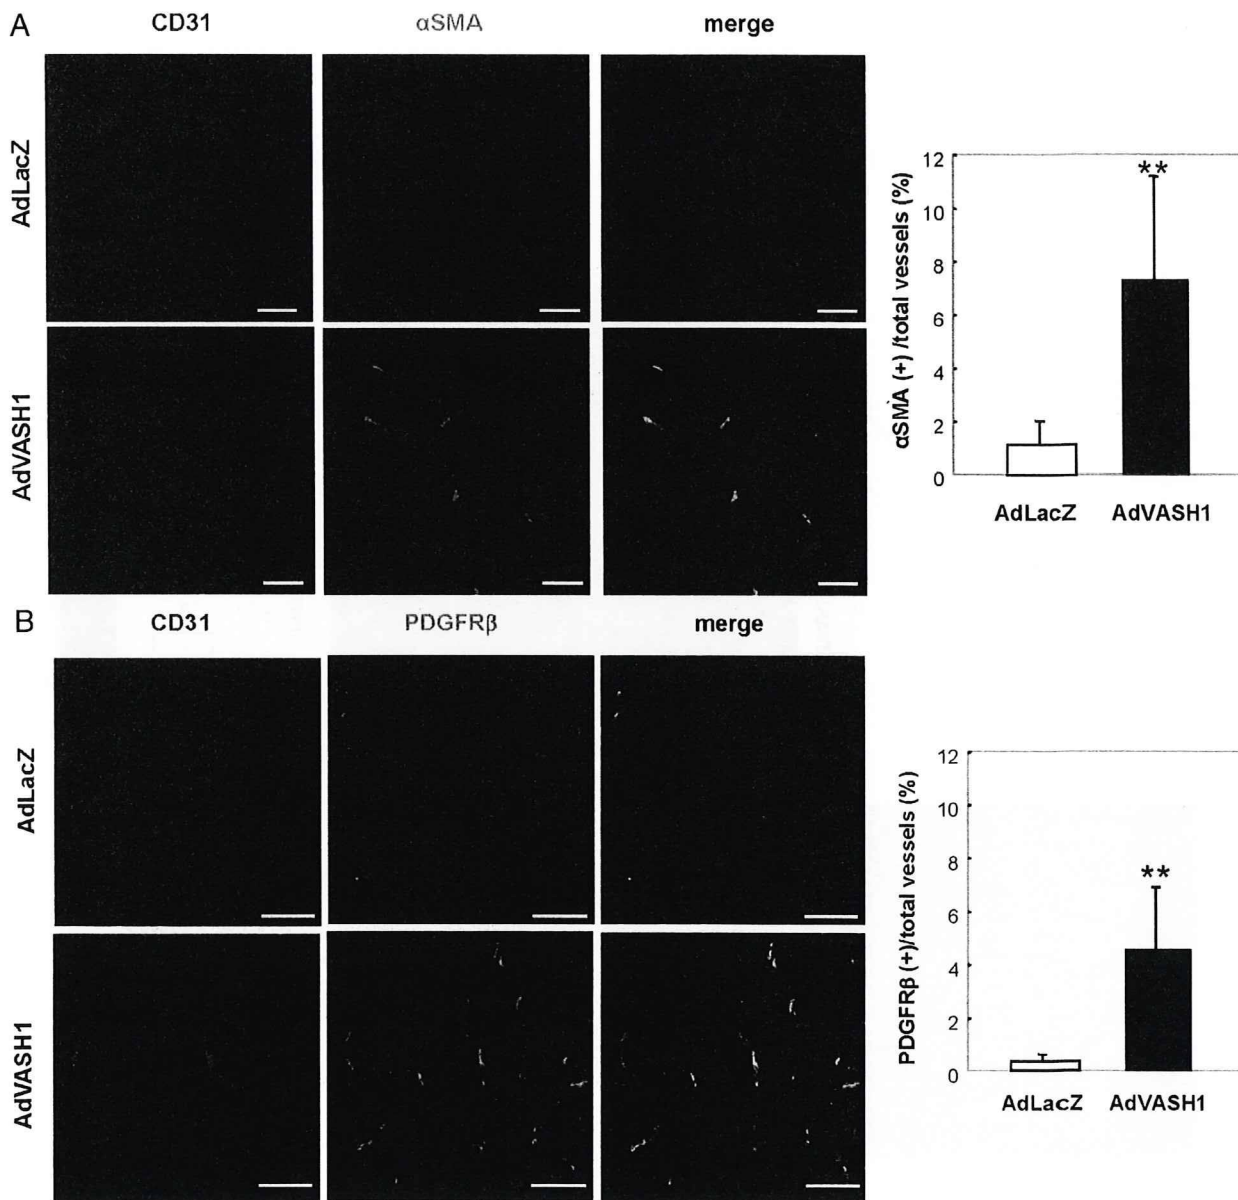 A
CD31 αSMA merge
AdLacZ
AdVASH1
αSMA (+) /total vessels (%)
12
10
8
6
4
2
0
**
AdLacZ AdVASH1
B
CD31 PDGFRβ merge
AdLacZ
AdVASH1
PDGFRβ (+)/total vessels (%)
12
10
8
6
4
2
0
**
AdLacZ AdVASH1